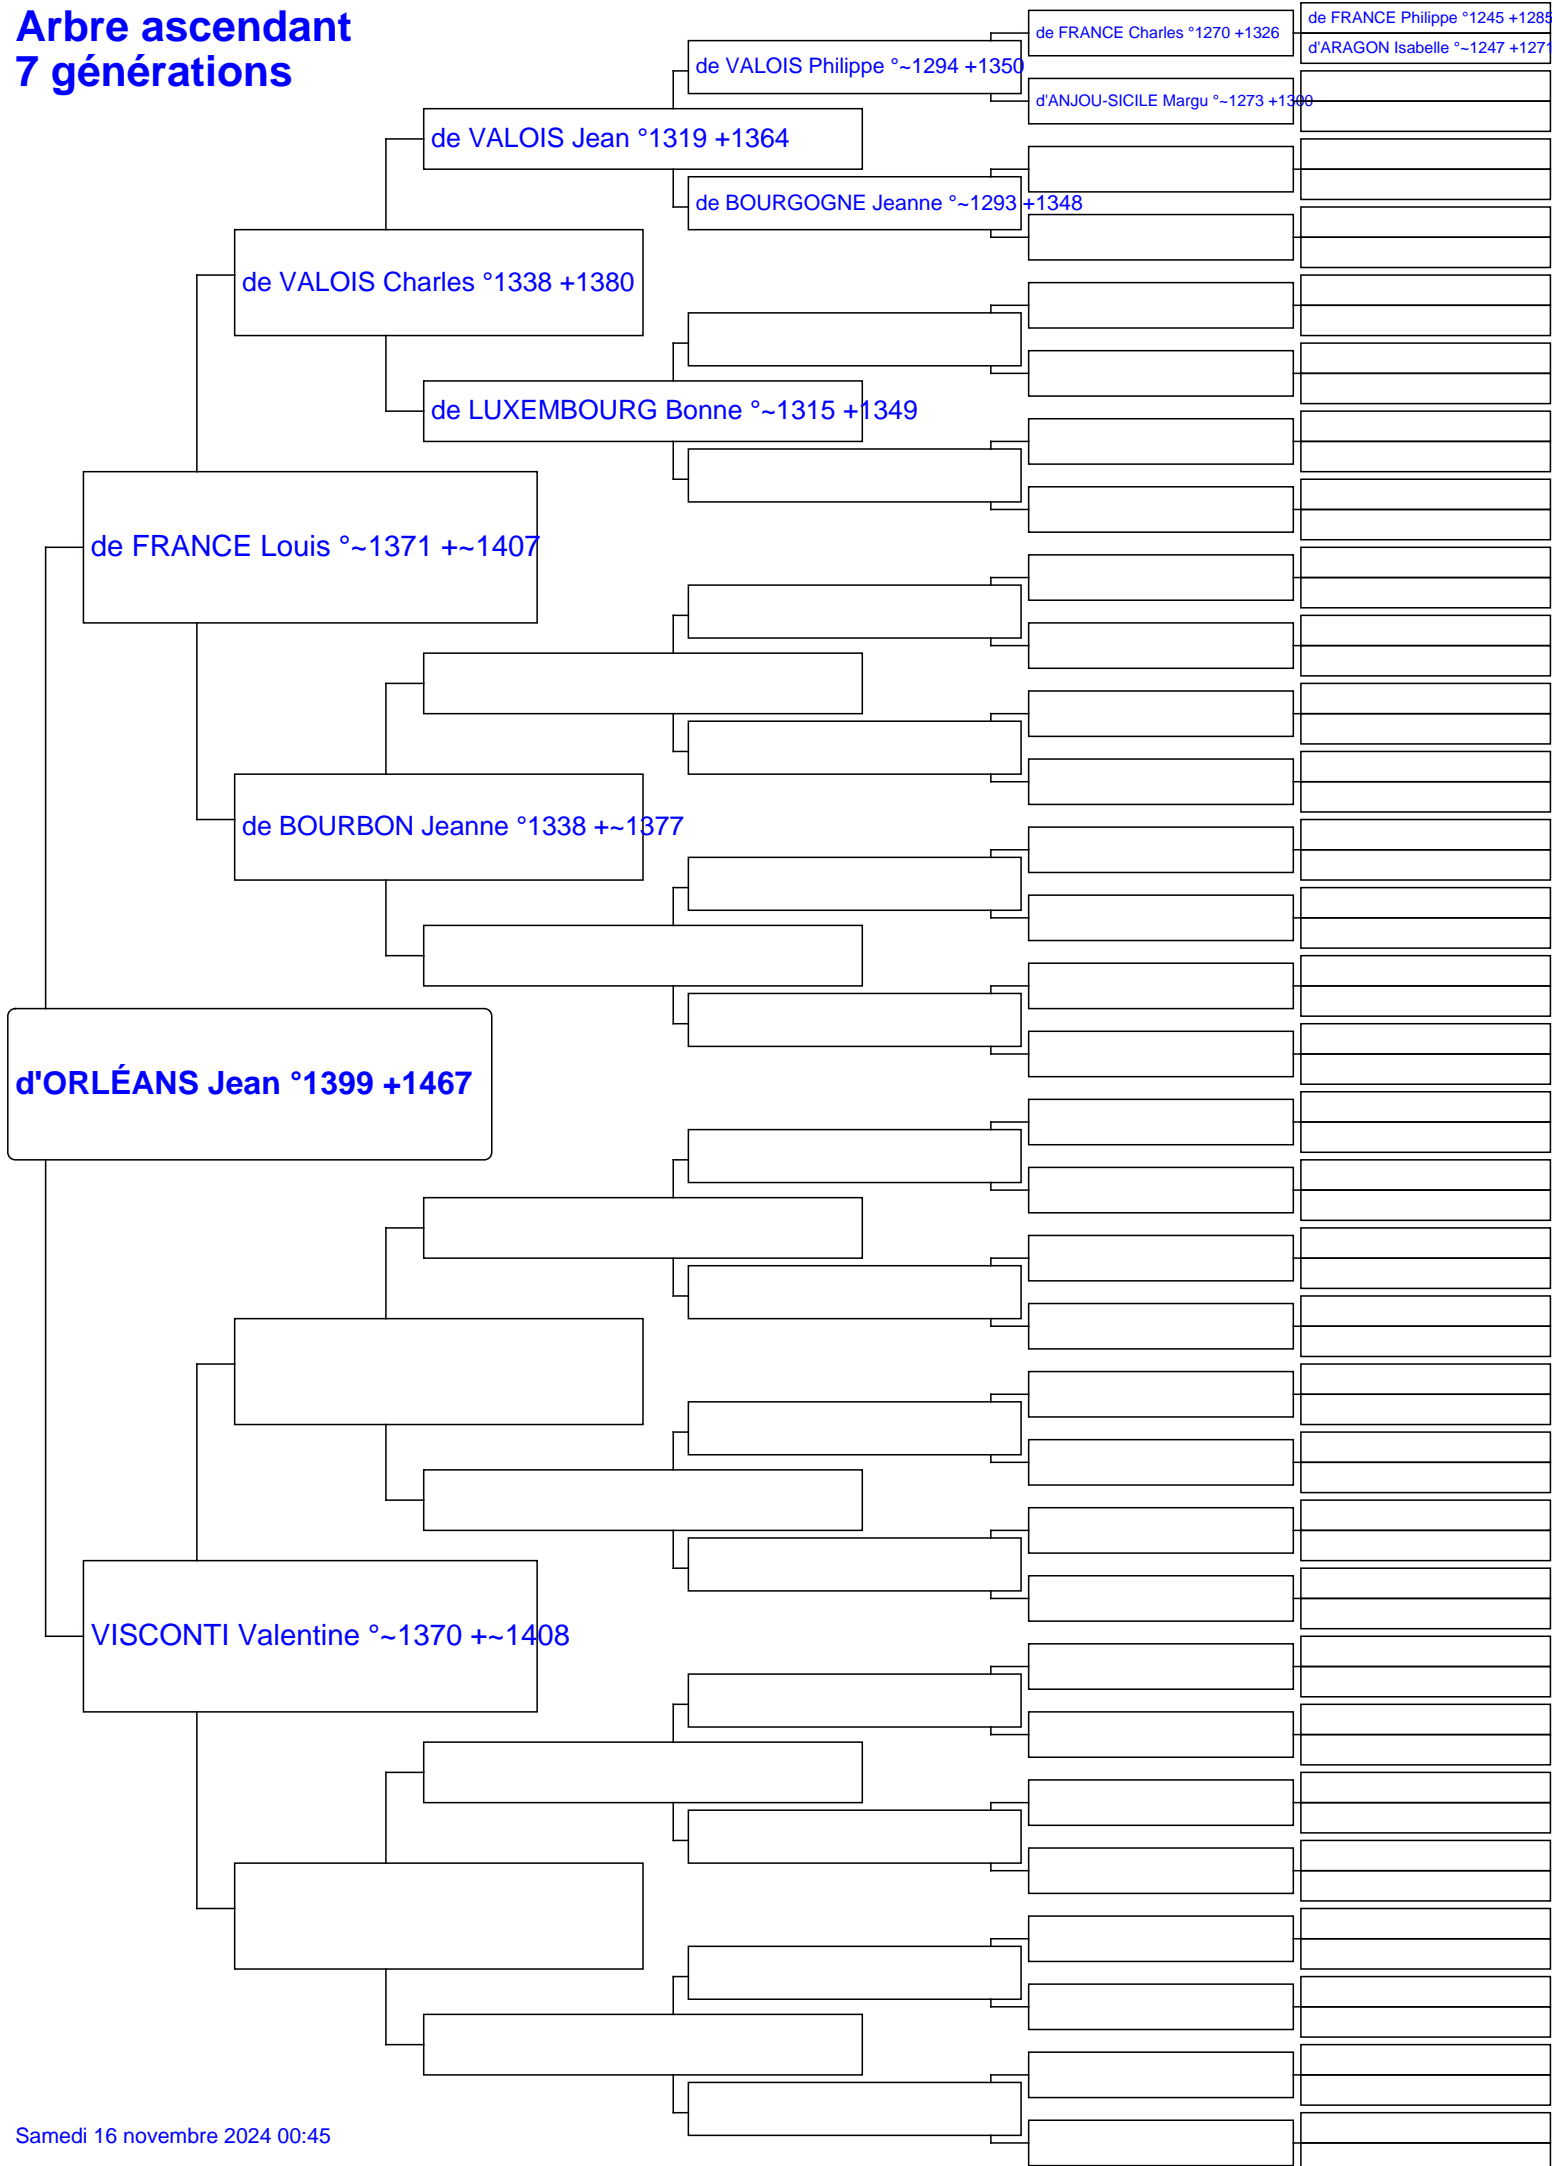 Arbre ascendant
7 générations
de FRANCE Philippe °1245 +1285
de FRANCE Charles °1270 +1326
d'ARAGON Isabelle °~1247 +1271
de VALOIS Philippe °~1294 +1350
d'ANJOU-SICILE Margu °~1273 +1300
de VALOIS Jean °1319 +1364
de BOURGOGNE Jeanne °~1293 +1348
de VALOIS Charles °1338 +1380
de LUXEMBOURG Bonne °~1315 +1349
de FRANCE Louis °~1371 +~1407
de BOURBON Jeanne °1338 +~1377
d'ORLÉANS Jean °1399 +1467
VISCONTI Valentine °~1370 +~1408
Samedi 16 novembre 2024 00:45